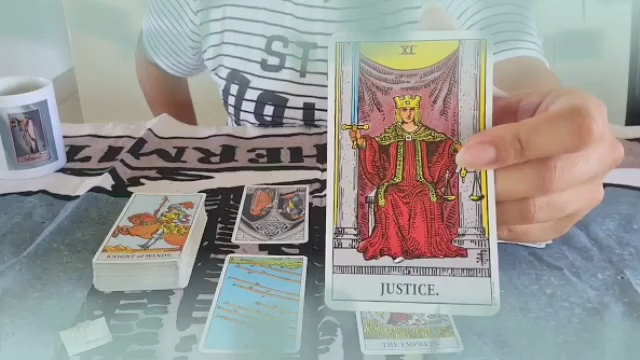 XI
JUSTICE.
KNIGHT of WANDS.
THE EMPRESS.
HERMIT
ST